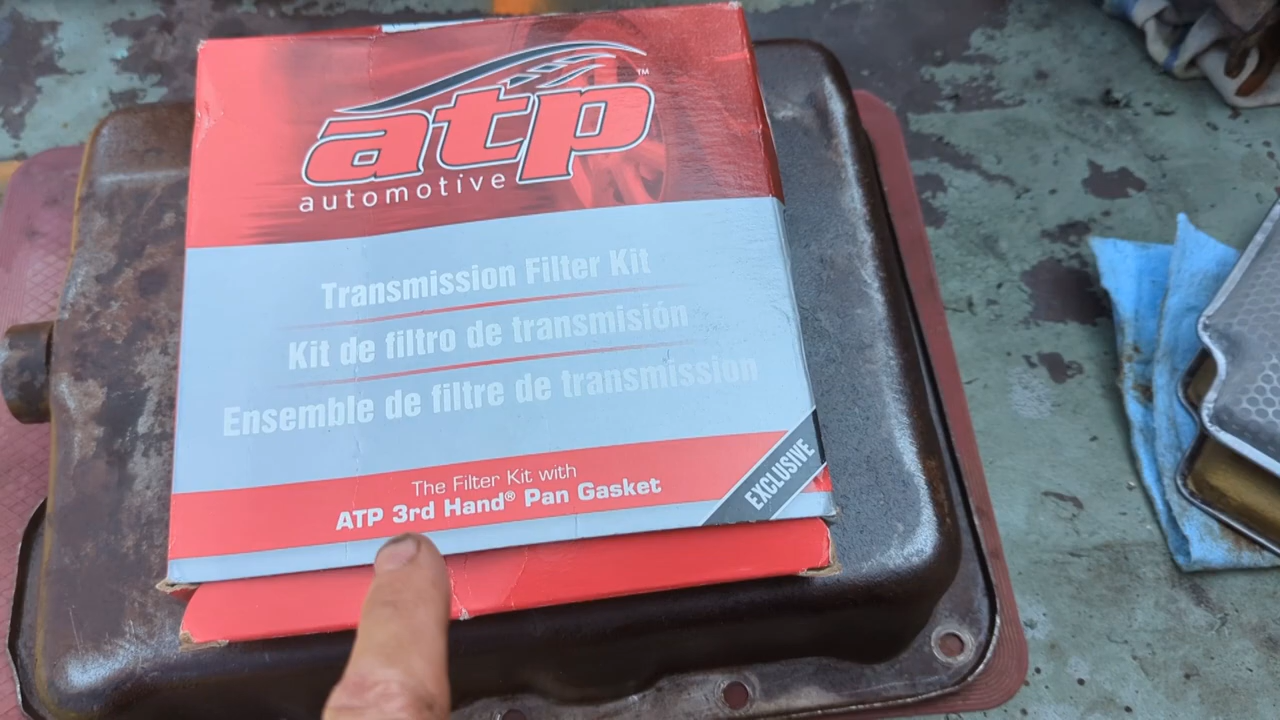 atp™
automotive
Transmission Filter Kit
Kit de filtro de transmisión
Ensemble de filtre de transmission
The Filter Kit with
ATP 3rd Hand® Pan Gasket
EXCLUSIVE